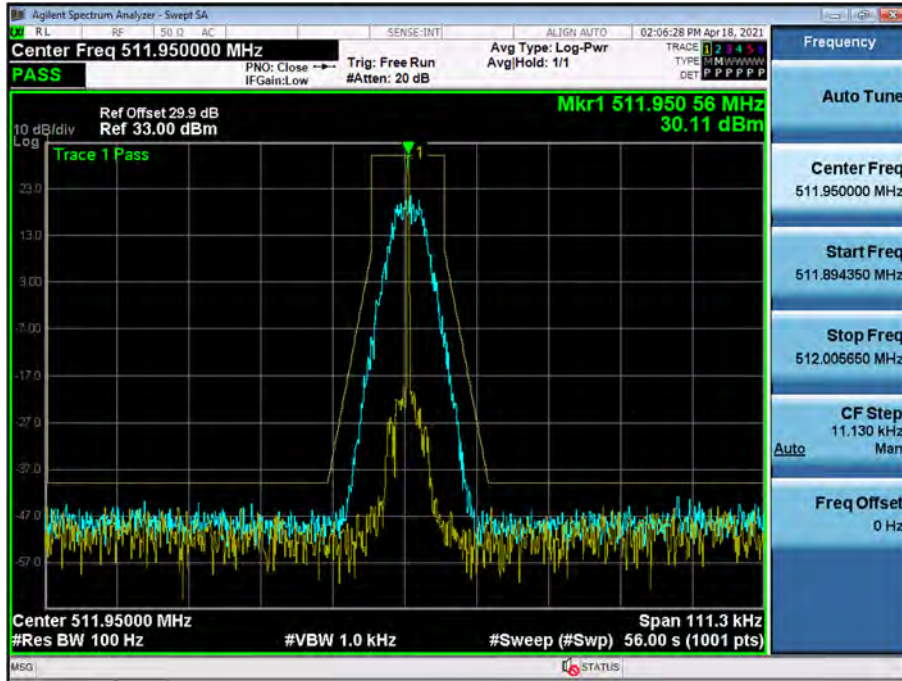 Agilent Spectrum Analyzer - Swept SA
RL RF 50 Ω AC SENSE:INT ALIGN AUTO 02:06:28 PM Apr 18, 2021
Center Freq 511.950000 MHz
PASS
PNO: Close
IFGain:Low
Trig: Free Run
#Atten: 20 dB
Avg Type: Log-Pwr
Avg|Hold: 1/1
TRACE 1 2 3 4 5 6
TYPE M M W W W W
DET P P P P P P
Frequency
Ref Offset 29.9 dB
10 dB/div Ref 33.00 dBm
Log
Mkr1 511.950 56 MHz
30.11 dBm
Trace 1 Pass
1
23.0
13.0
3.00
-7.00
-17.0
-27.0
-37.0
-47.0
-57.0
Center 511.95000 MHz Span 111.3 kHz
#Res BW 100 Hz #VBW 1.0 kHz #Sweep (#Swp) 56.00 s (1001 pts)
Auto Tune
Center Freq
511.950000 MHz
Start Freq
511.894350 MHz
Stop Freq
512.005650 MHz
CF Step
11.130 kHz
Auto Man
Freq Offset
0 Hz
MSG STATUS